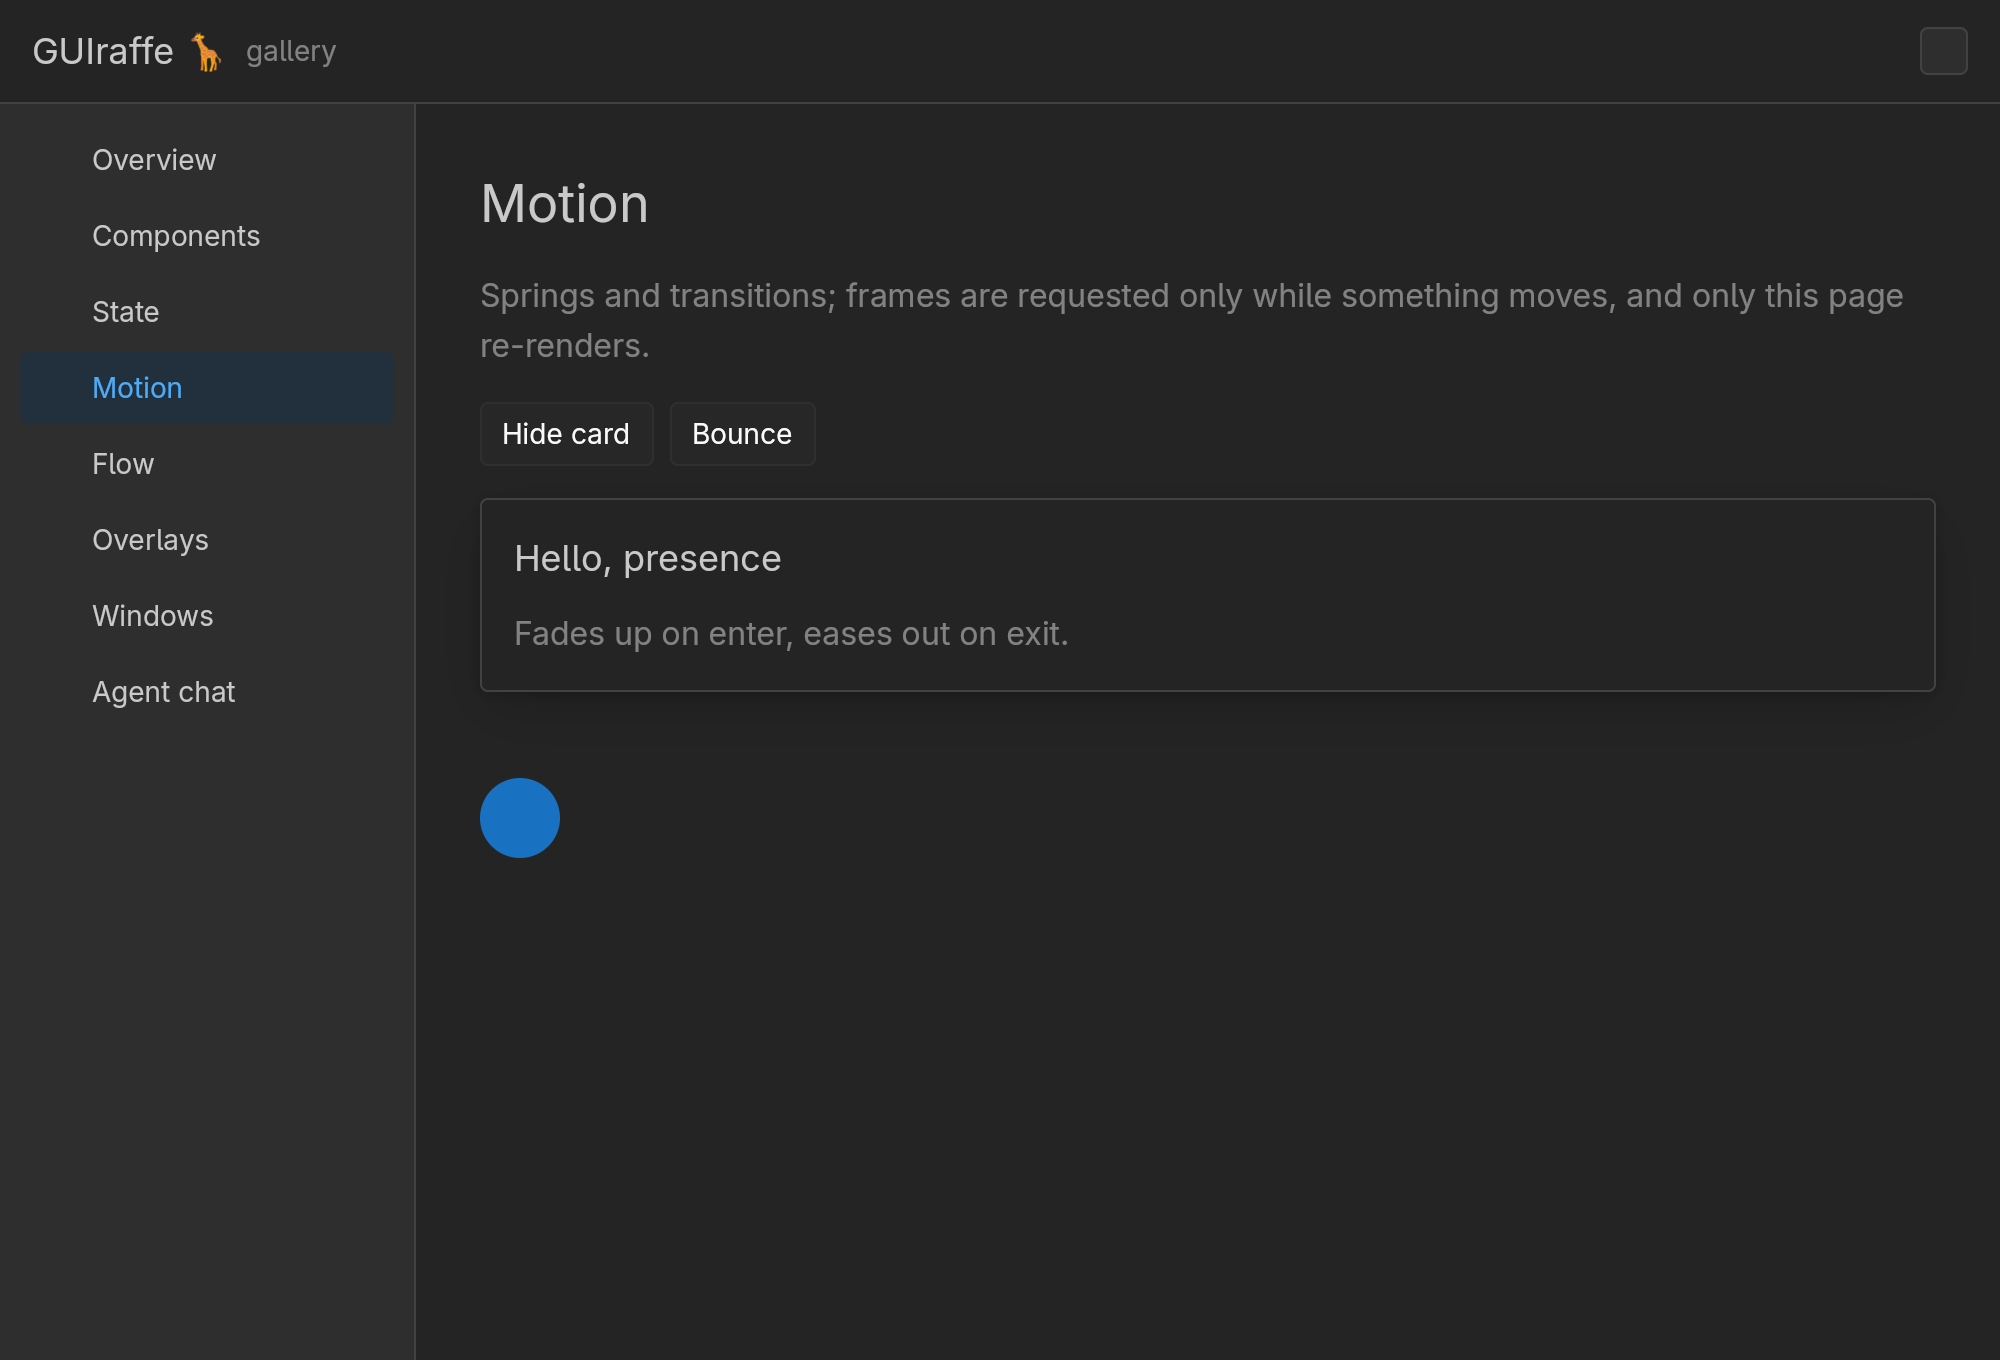 GUIraffe 🦒 gallery
Overview
Components
State
Motion
Flow
Overlays
Windows
Agent chat
Motion
Springs and transitions; frames are requested only while something moves, and only this page
re-renders.
Hide card
Bounce
Hello, presence
Fades up on enter, eases out on exit.